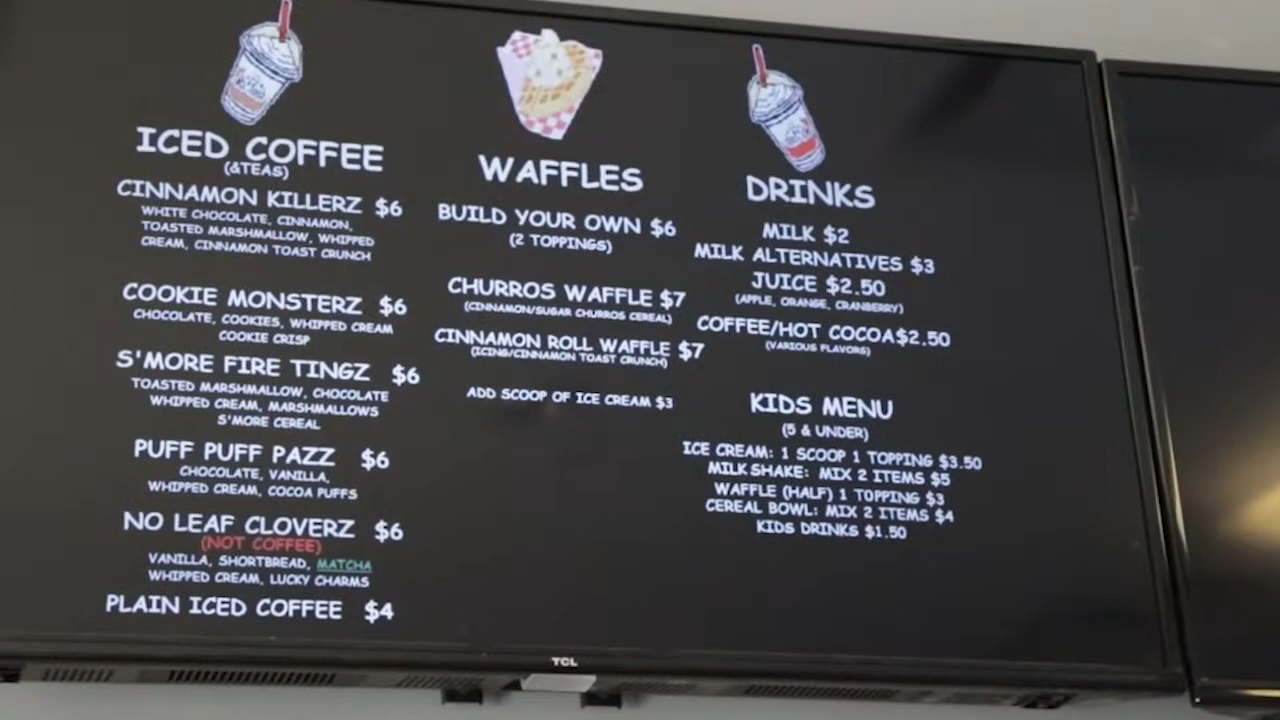 ICED COFFEE
(&TEAS)
CINNAMON KILLERZ $6
WHITE CHOCOLATE, CINNAMON,
TOASTED MARSHMALLOW, WHIPPED
CREAM, CINNAMON TOAST CRUNCH
COOKIE MONSTERZ $6
CHOCOLATE, COOKIES, WHIPPED CREAM
COOKIE CRISP
S'MORE FIRE TINGZ $6
TOASTED MARSHMALLOW, CHOCOLATE
WHIPPED CREAM, MARSHMALLOWS
S'MORE CEREAL
PUFF PUFF PAZZ $6
CHOCOLATE, VANILLA,
WHIPPED CREAM, COCOA PUFFS
NO LEAF CLOVERZ $6
(NOT COFFEE)
VANILLA, SHORTBREAD, MATCHA
WHIPPED CREAM, LUCKY CHARMS
PLAIN ICED COFFEE $4
WAFFLES
BUILD YOUR OWN $6
(2 TOPPINGS)
CHURROS WAFFLE $7
(CINNAMON/SUGAR CHURROS CEREAL)
CINNAMON ROLL WAFFLE $7
(ICING/CINNAMON TOAST CRUNCH)
ADD SCOOP OF ICE CREAM $3
DRINKS
MILK $2
MILK ALTERNATIVES $3
JUICE $2.50
(APPLE, ORANGE, CRANBERRY)
COFFEE/HOT COCOA$2.50
(VARIOUS FLAVORS)
KIDS MENU
(5 & UNDER)
ICE CREAM: 1 SCOOP 1 TOPPING $3.50
MILKSHAKE: MIX 2 ITEMS $5
WAFFLE (HALF) 1 TOPPING $3
CEREAL BOWL: MIX 2 ITEMS $4
KIDS DRINKS $1.50
TCL